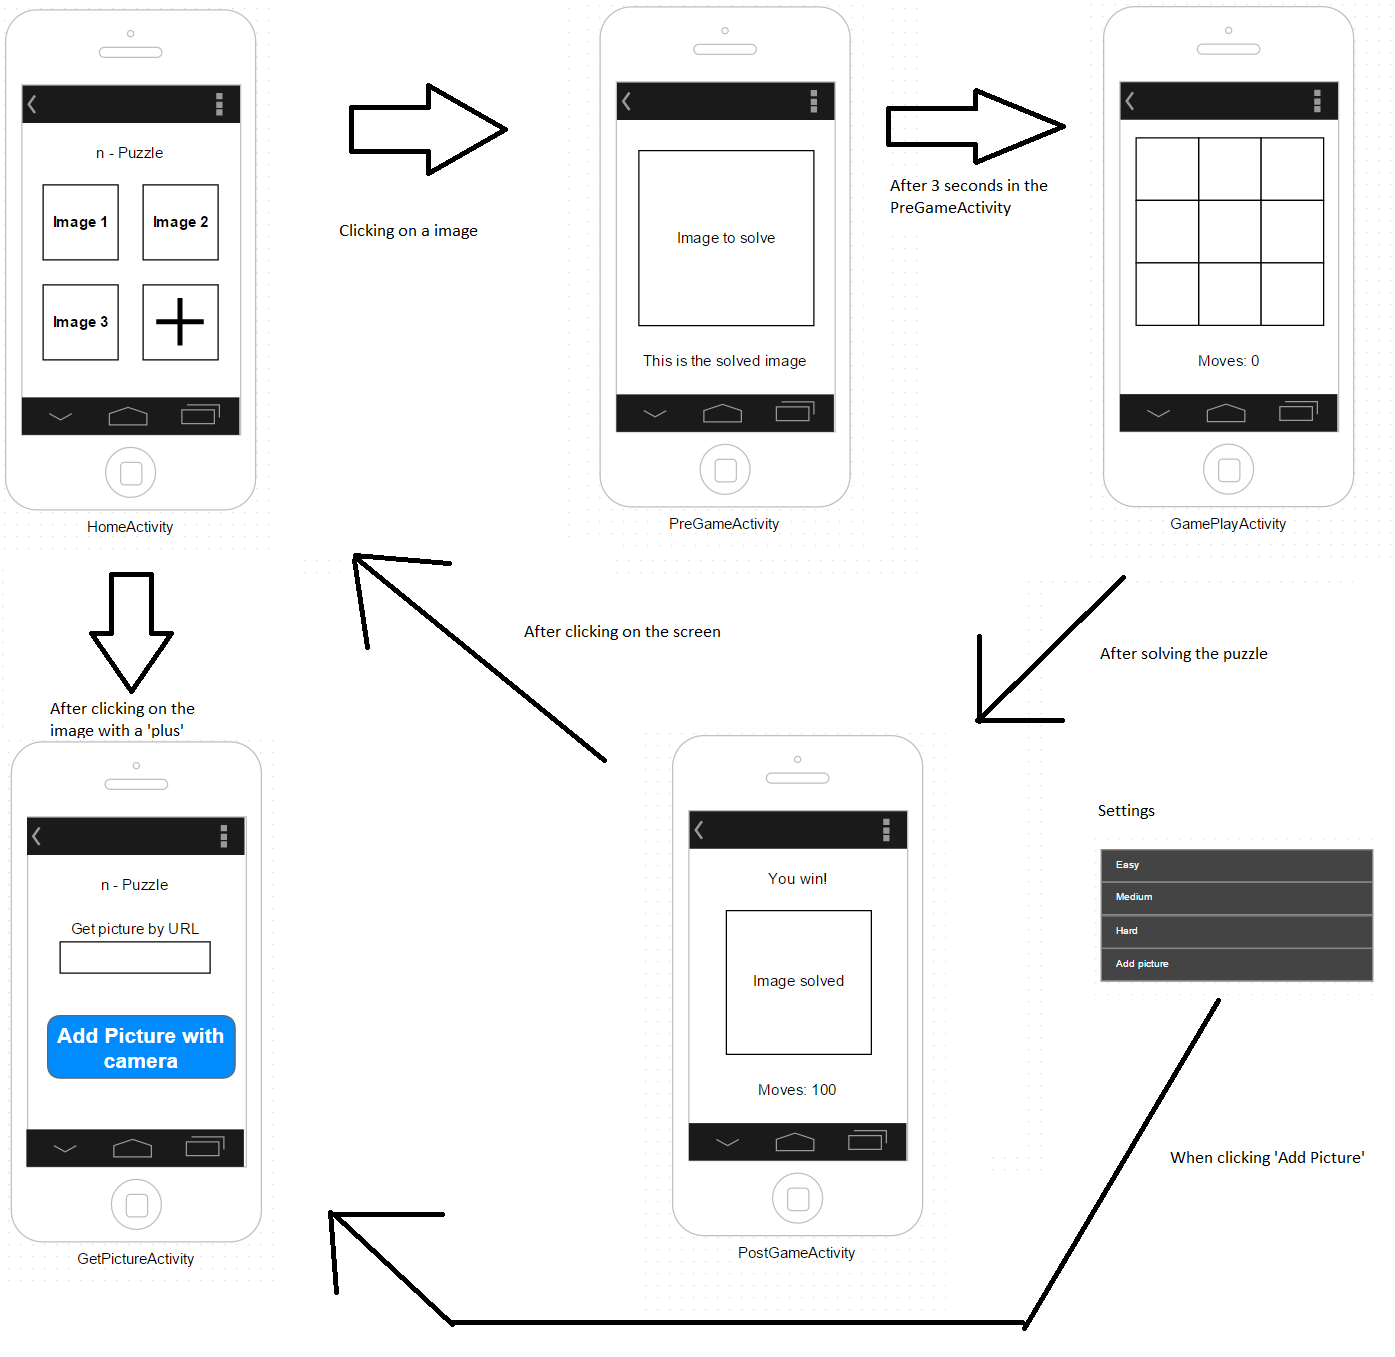 n - Puzzle
Image 1
Image 2
Image 3
HomeActivity
Clicking on a image
Image to solve
This is the solved image
PreGameActivity
After 3 seconds in the
PreGameActivity
Moves: 0
GamePlayActivity
After clicking on the
image with a 'plus'
After clicking on the screen
After solving the puzzle
n - Puzzle
Get picture by URL
Add Picture with
camera
GetPictureActivity
You win!
Image solved
Moves: 100
PostGameActivity
Settings
Easy
Medium
Hard
Add picture
When clicking 'Add Picture'